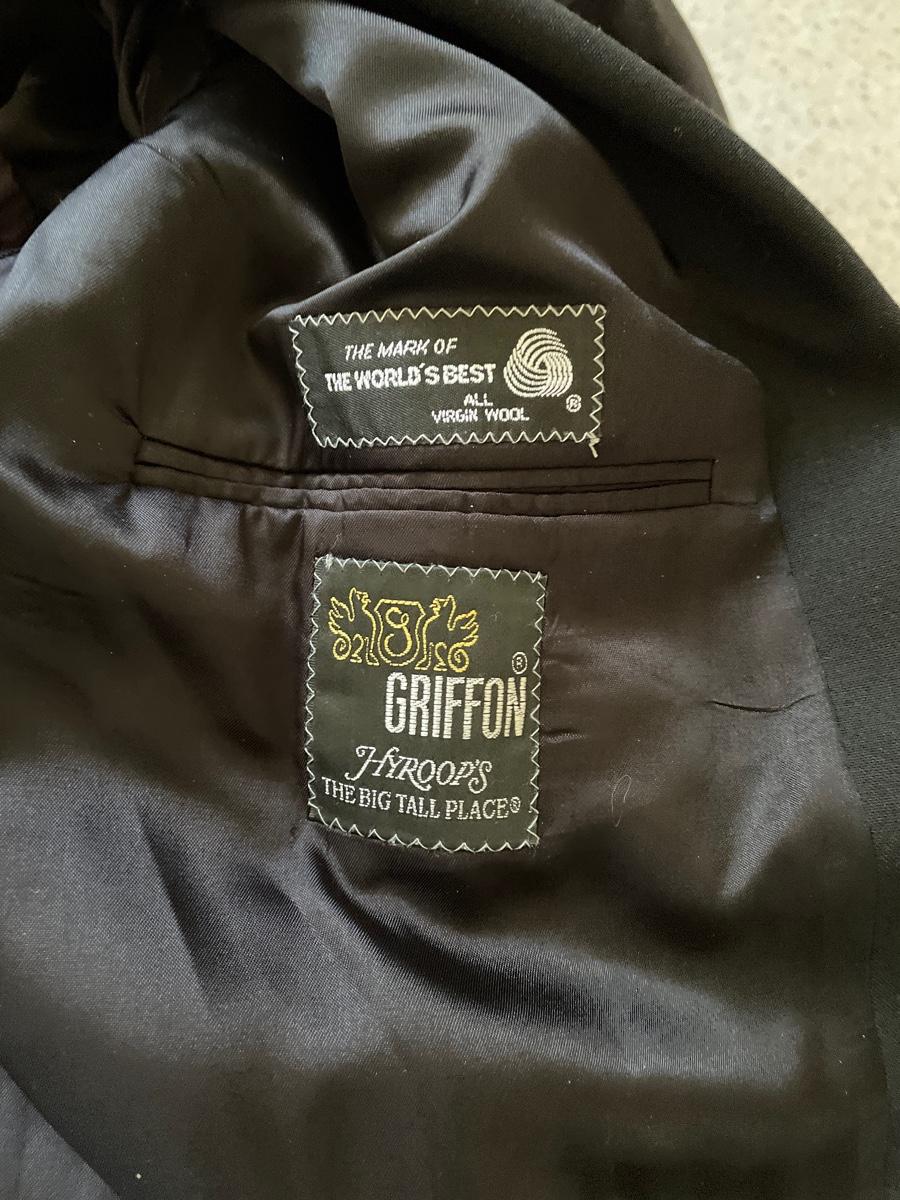 THE MARK OF
THE WORLD'S BEST
ALL
VIRGIN WOOL
®
G
®
GRIFFON
HYROOP'S
THE BIG TALL PLACE®